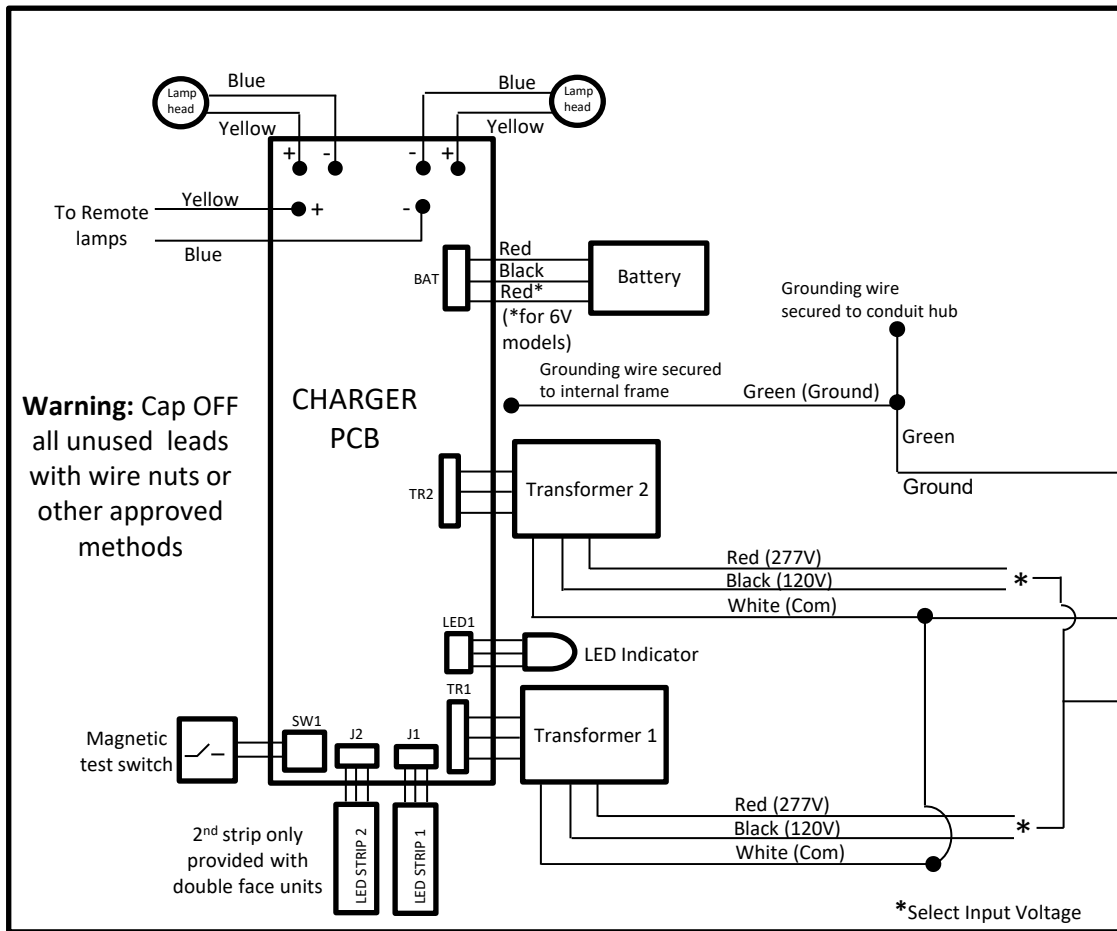 Blue
Lamp
head
Yellow
Blue
Lamp
head
Yellow
+ -
- +
To Remote
lamps
Yellow
+
-
Blue
BAT
Red
Black
Red*
(*for 6V
models)
Battery
Grounding wire
secured to conduit hub
Grounding wire secured
to internal frame
Green (Ground)
Green
Ground
Warning: Cap OFF
all unused leads
with wire nuts or
other approved
methods
CHARGER
PCB
TR2
Transformer 2
Red (277V)
Black (120V)
White (Com)
*
LED1
LED Indicator
TR1
Transformer 1
Magnetic
test switch
SW1
J2
J1
Red (277V)
Black (120V)
White (Com)
*
2nd strip only
provided with
double face units
LED STRIP 2
LED STRIP 1
*Select Input Voltage